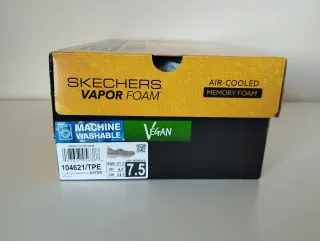 SKECHERS
VAPOR FOAM
AIR-COOLED
MEMORY FOAM
MACHINE
WASHABLE
VEGAN
104621/TPE
7.5